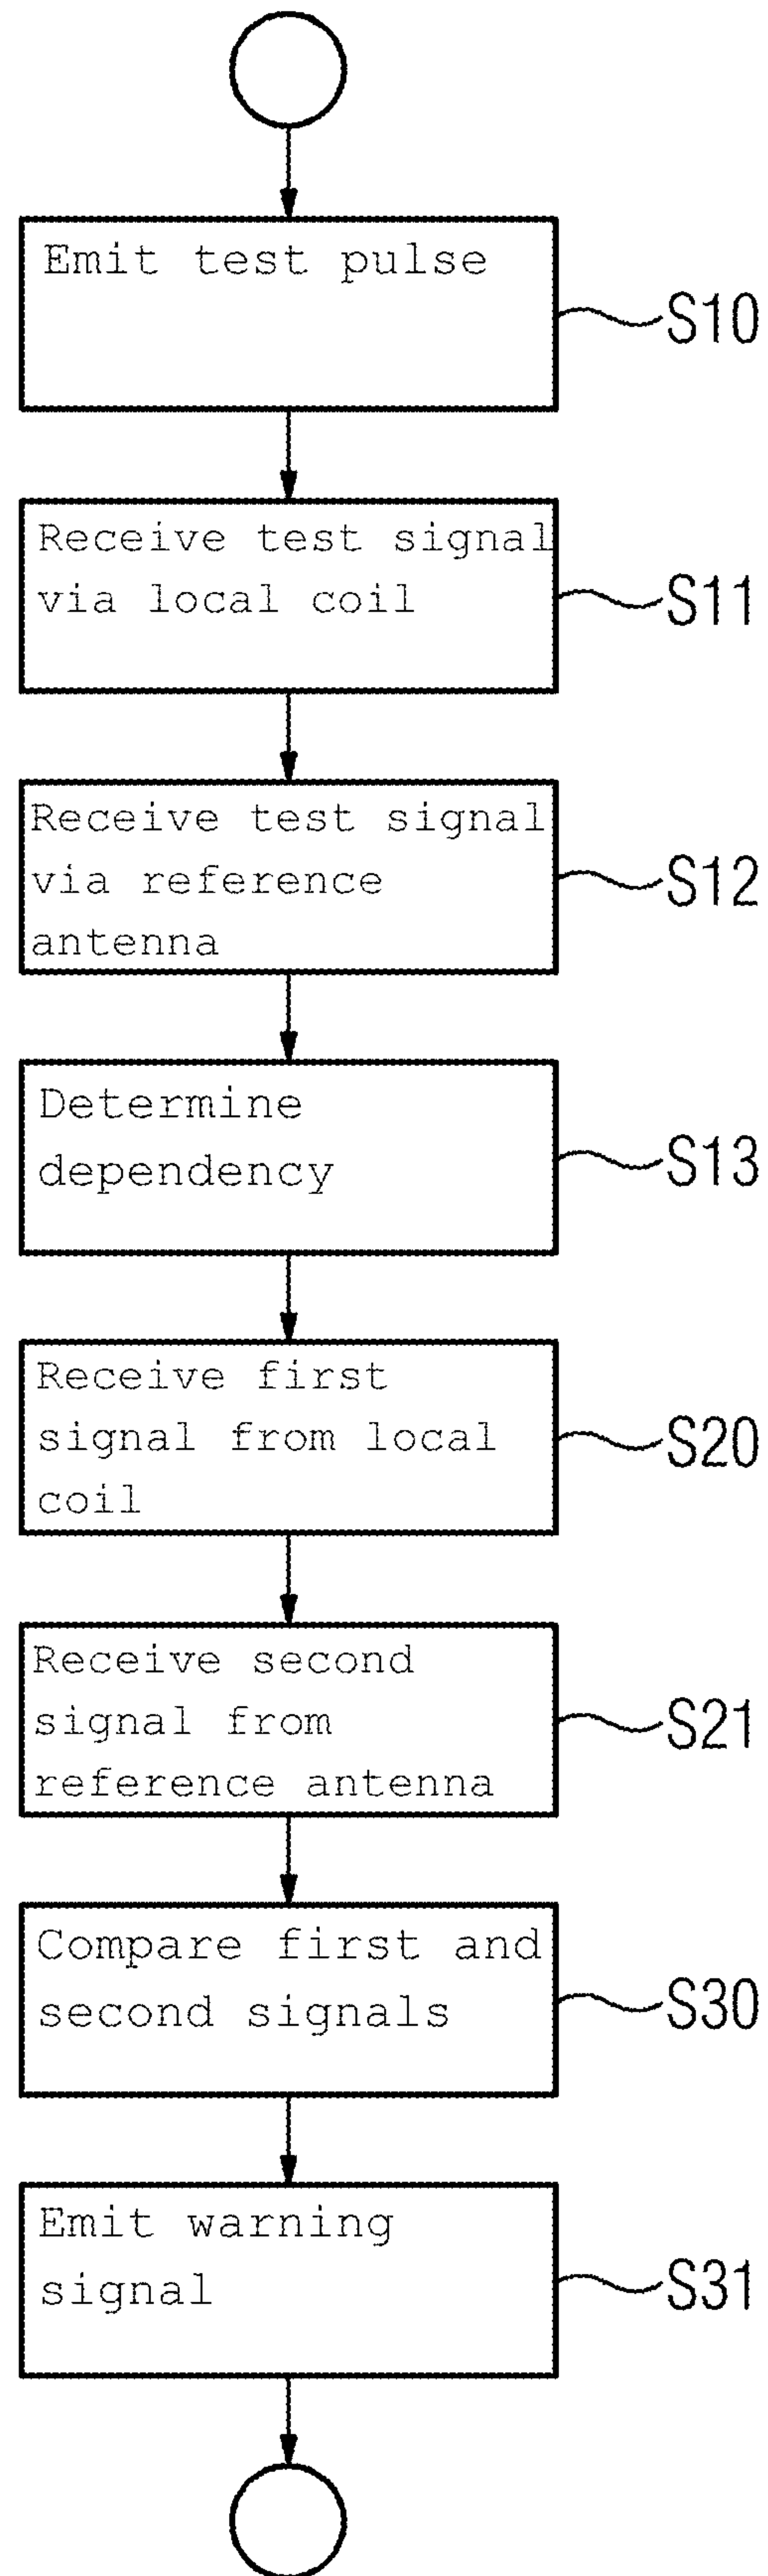 Emit test pulse
S10
Receive test signal
via local coil
S11
Receive test signal
via reference
antenna
S12
Determine
dependency
S13
Receive first
signal from local
coil
S20
Receive second
signal from
reference antenna
S21
Compare first and
second signals
S30
Emit warning
signal
S31